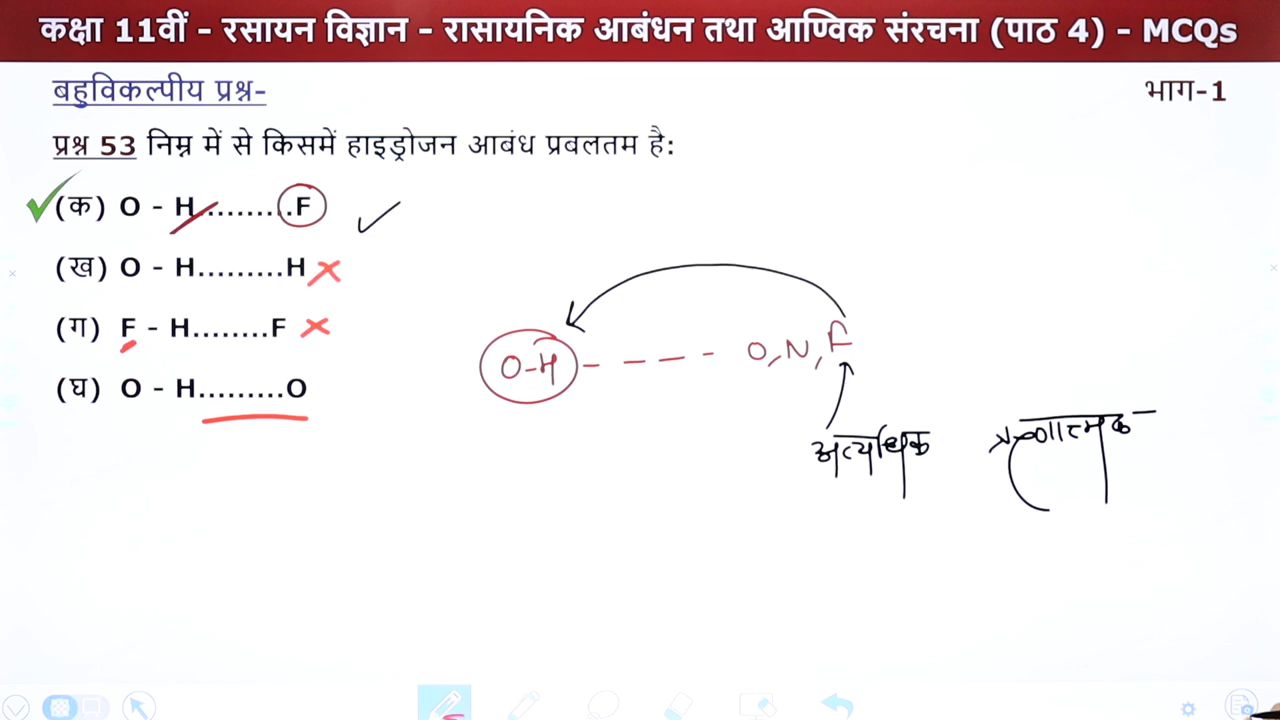 कक्षा 11वीं - रसायन विज्ञान - रासायनिक आबंधन तथा आण्विक संरचना (पाठ 4) - MCQs
बहुविकल्पीय प्रश्न-
भाग-1
प्रश्न 53 निम्न में से किसमें हाइड्रोजन आवंध प्रबलतम है:
(क) O - H..........F
(ख) O - H.........H
(ग) F - H........F
(घ) O - H.........O
O-H - - - - O,N,F
अत्यधिक